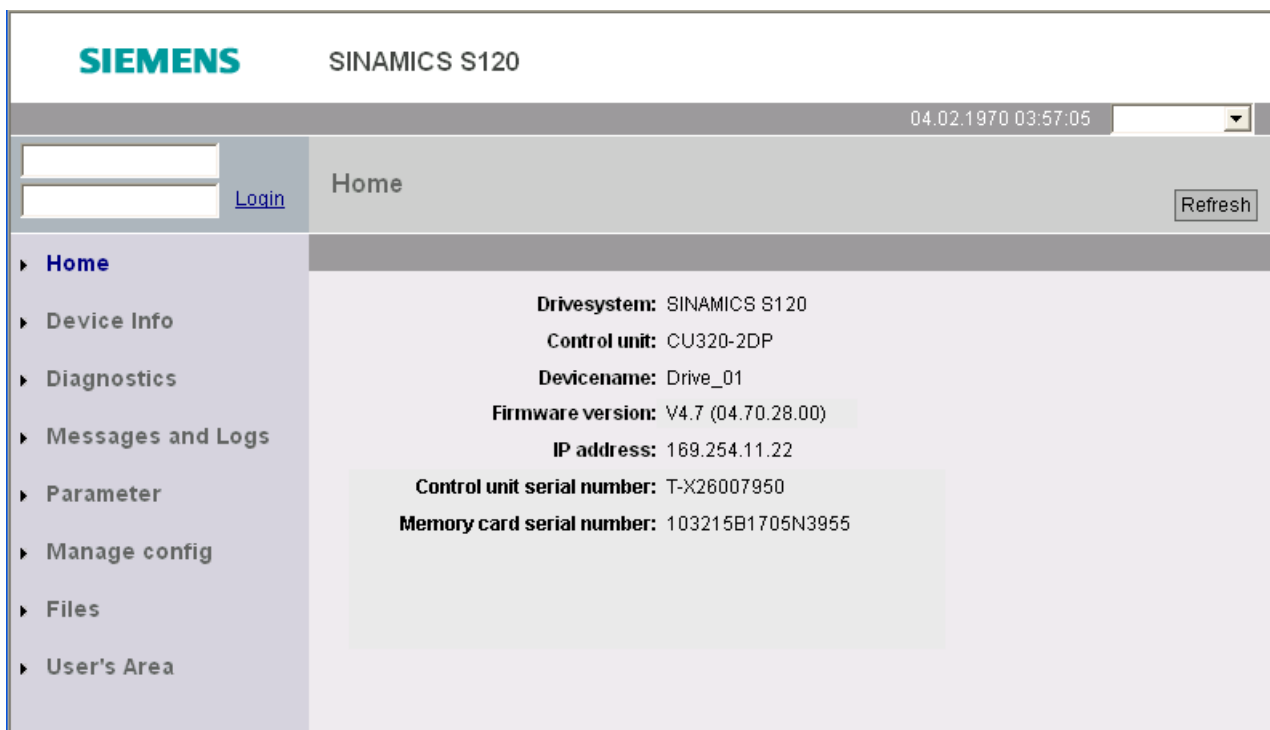 SIEMENS SINAMICS S120
04.02.1970 03:57:05
Login
Home
Refresh
Home
Device Info
Diagnostics
Messages and Logs
Parameter
Manage config
Files
User's Area
Drivesystem: SINAMICS S120
Control unit: CU320-2DP
Devicename: Drive_01
Firmware version: V4.7 (04.70.28.00)
IP address: 169.254.11.22
Control unit serial number: T-X26007950
Memory card serial number: 103215B1705N3955